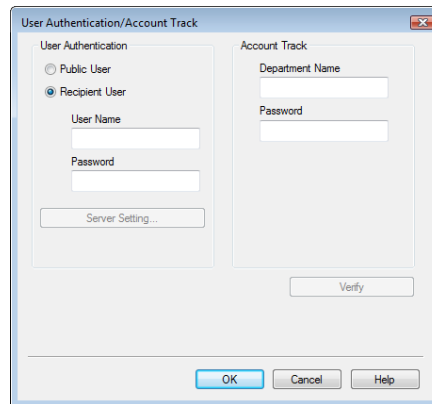 User Authentication/Account Track
User Authentication
Public User
Recipient User
User Name
Password
Server Setting...
Account Track
Department Name
Password
Verify
OK
Cancel
Help